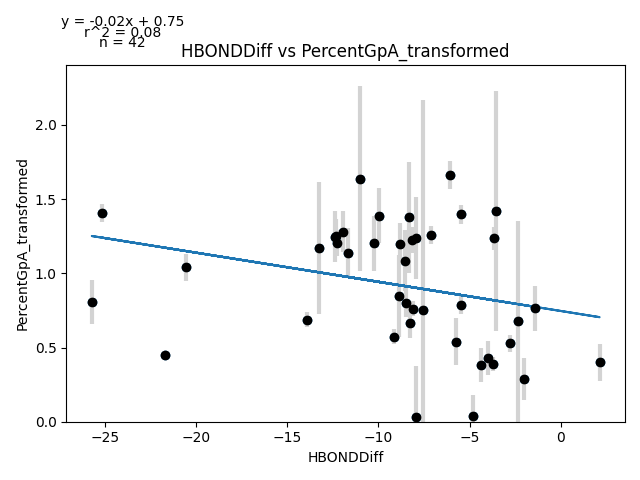 y = -0.02x + 0.75
r^2 = 0.08
n = 42
HBONDDiff vs PercentGpA_transformed
PercentGpA_transformed
2.0
1.5
1.0
0.5
0.0
−25
−20
−15
−10
−5
0
HBONDDiff